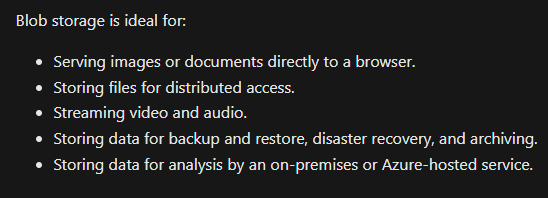 Blob storage is ideal for:
• Serving images or documents directly to a browser.
• Storing files for distributed access.
• Streaming video and audio.
• Storing data for backup and restore, disaster recovery, and archiving.
• Storing data for analysis by an on-premises or Azure-hosted service.